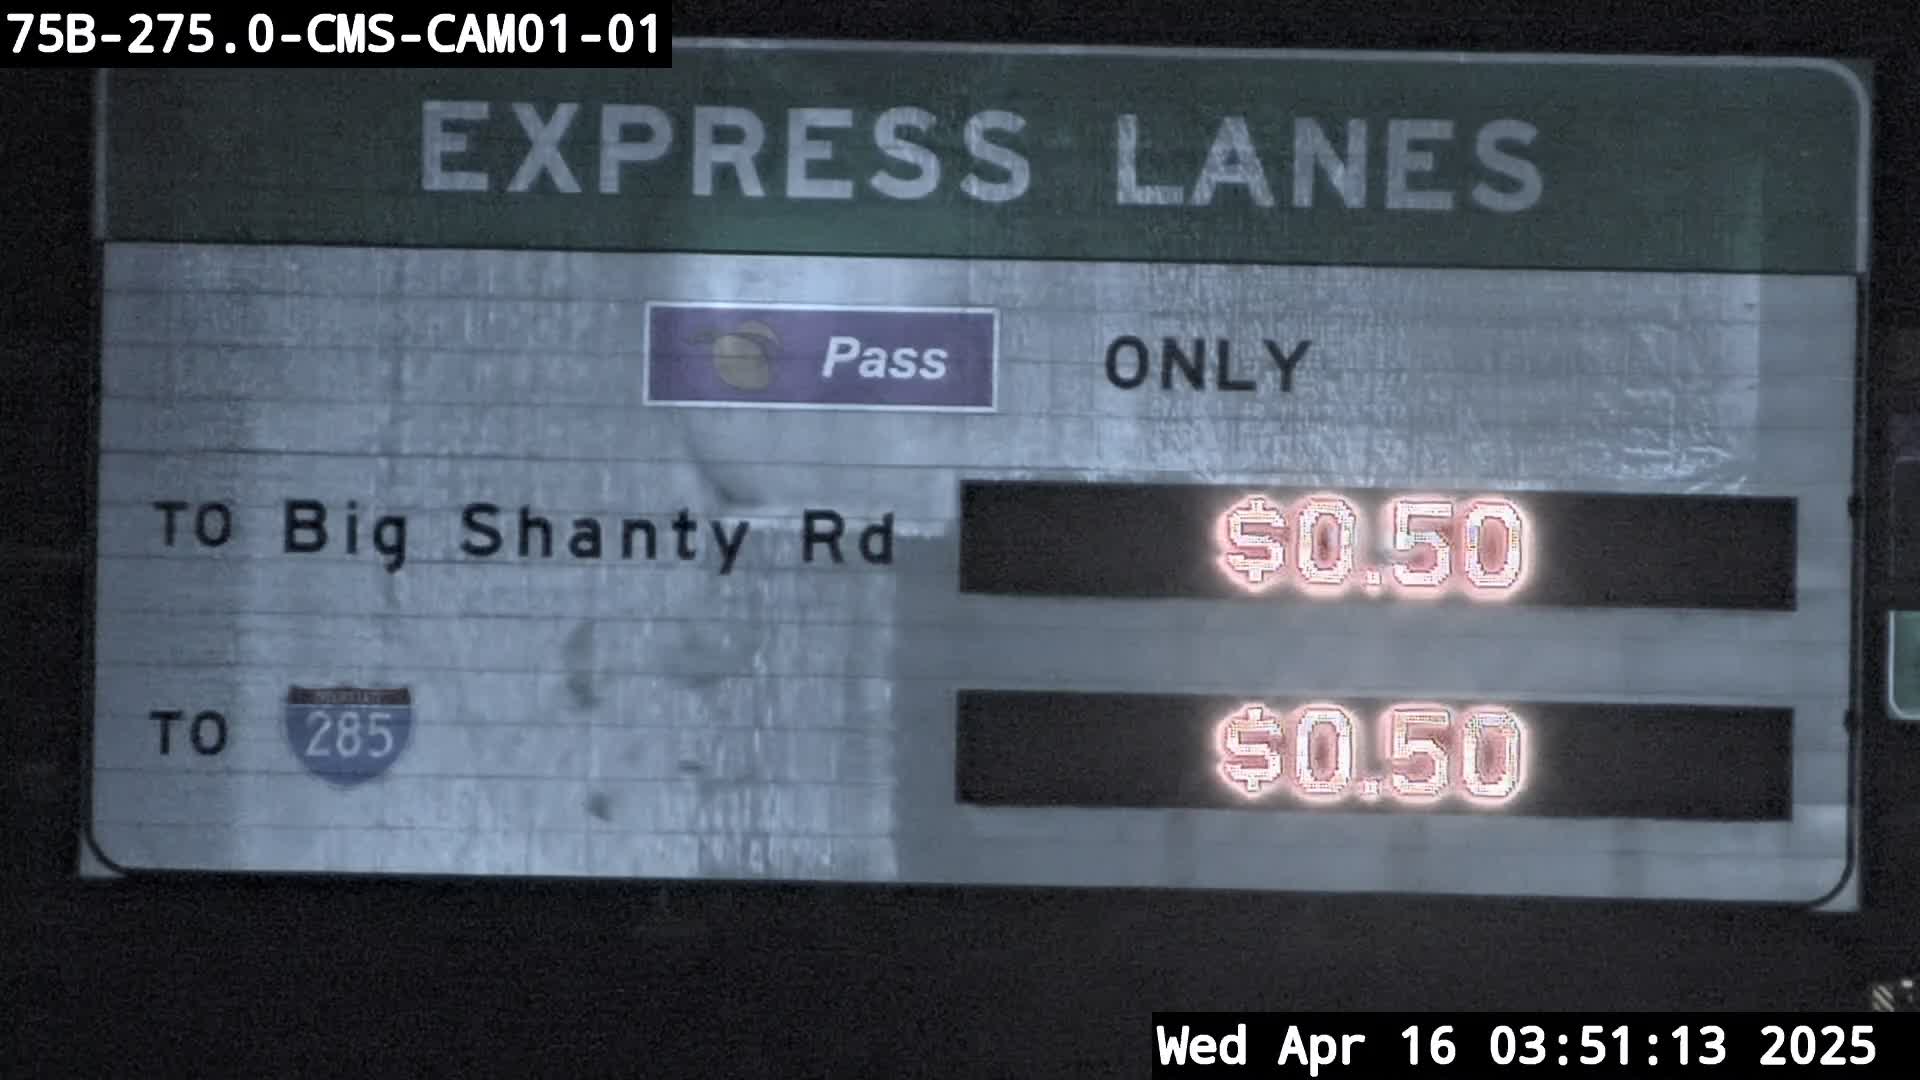 75B-275.0-CMS-CAM01-01
EXPRESS LANES
Pass ONLY
TO Big Shanty Rd $0.50
TO 285 $0.50
Wed Apr 16 03:51:13 2025